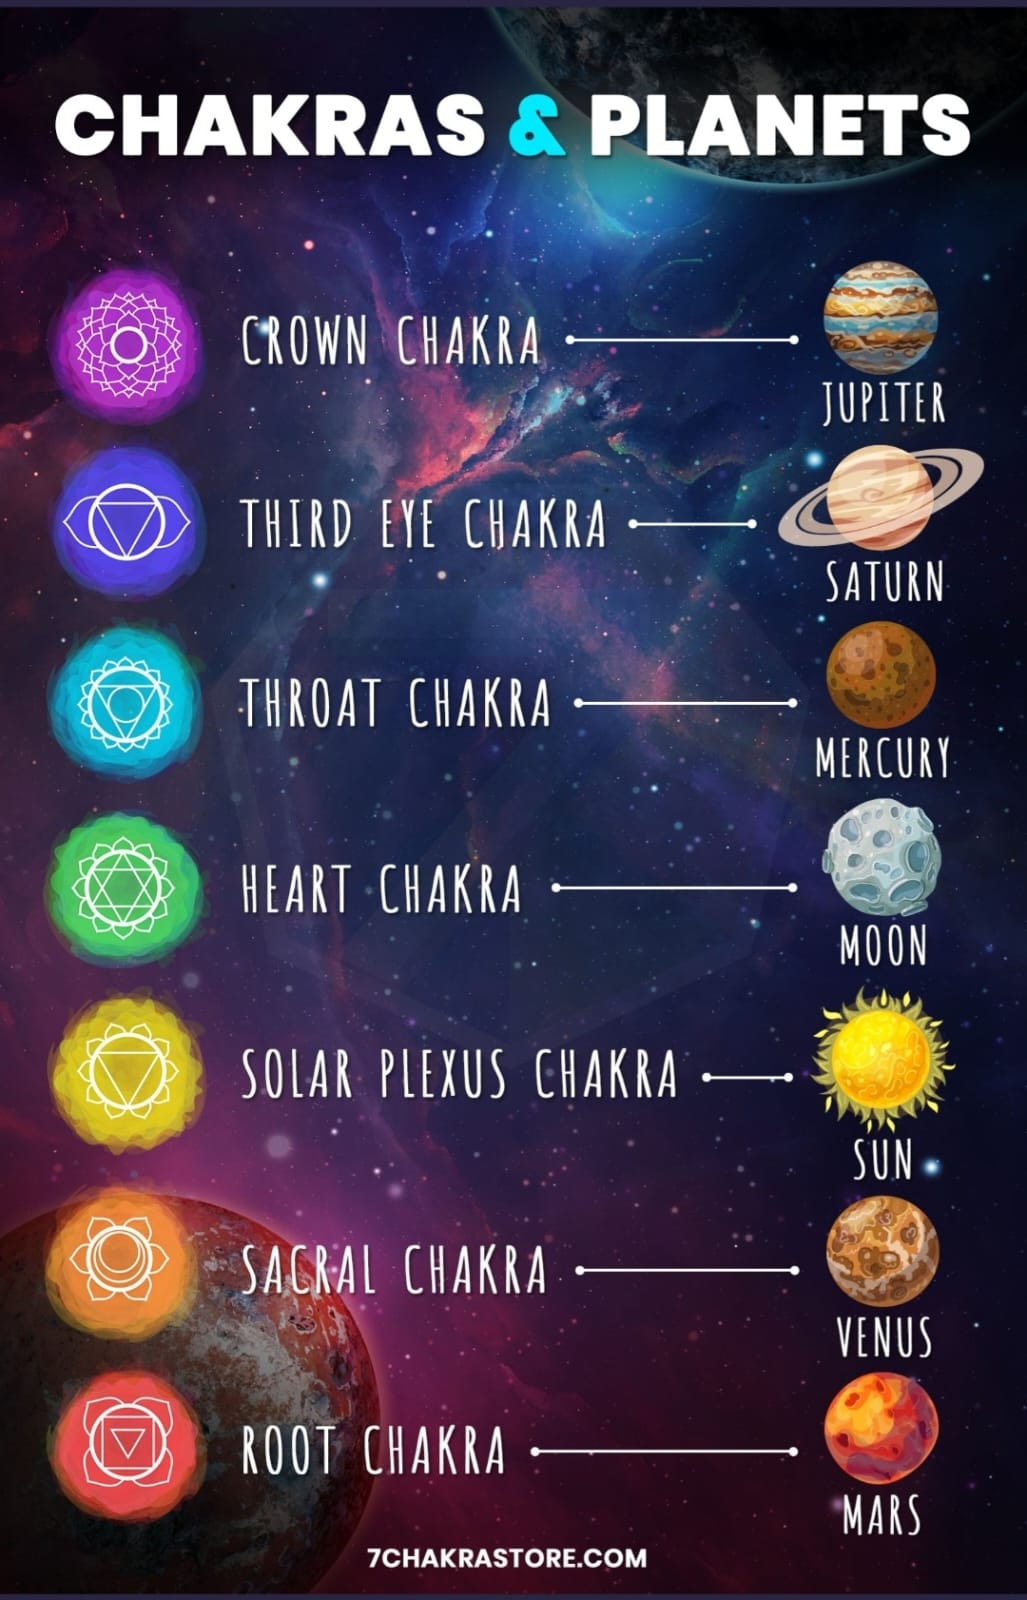 CHAKRAS & PLANETS
CROWN CHAKRA
JUPITER
THIRD EYE CHAKRA
SATURN
THROAT CHAKRA
MERCURY
HEART CHAKRA
MOON
SOLAR PLEXUS CHAKRA
SUN
SACRAL CHAKRA
VENUS
ROOT CHAKRA
MARS
7CHAKRASTORE.COM